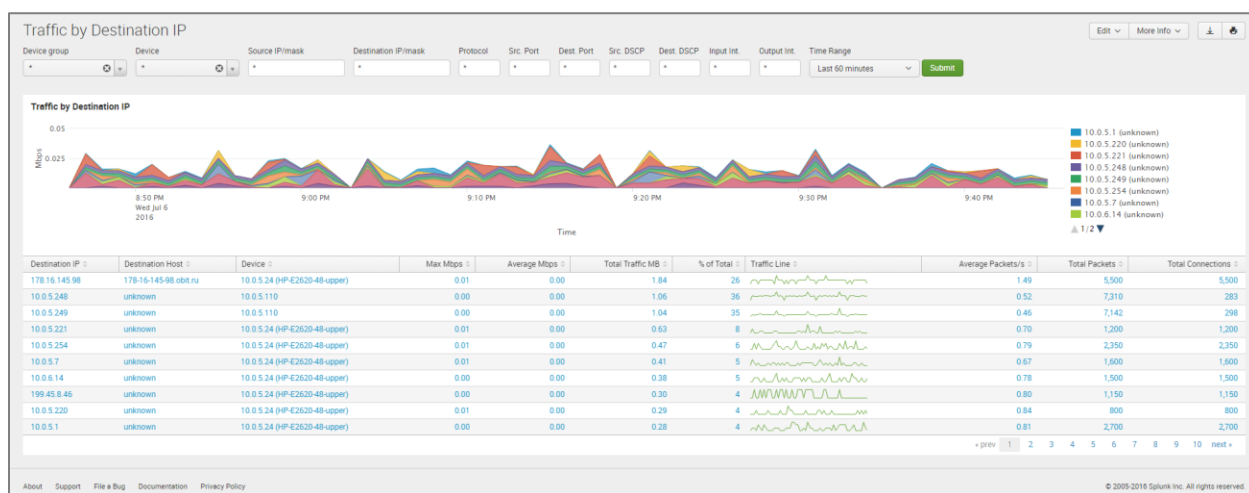 Traffic by Destination IP
Edit More Info
Device group Device Source IP/mask Destination IP/mask Protocol Src. Port Dest. Port Src. DSCP Dest. DSCP Input Int. Output Int. Time Range
* * * * * * * * * * * Last 60 minutes Submit
Traffic by Destination IP
0.05
0.025
Mbps
8:50 PM
Wed Jul 6
2016
9:00 PM
9:10 PM
9:20 PM
9:30 PM
9:40 PM
Time
10.0.5.1 (unknown)
10.0.5.220 (unknown)
10.0.5.221 (unknown)
10.0.5.248 (unknown)
10.0.5.249 (unknown)
10.0.5.254 (unknown)
10.0.5.7 (unknown)
10.0.6.14 (unknown)
▲ 1/2 ▼
Destination IP Destination Host Device Max Mbps Average Mbps Total Traffic MB % of Total Traffic Line Average Packets/s Total Packets Total Connections
178.16.145.98 178-16-145-98.obit.ru 10.0.5.24 (HP-E2620-48-upper) 0.01 0.00 1.84 26 1.49 5,500 5,500
10.0.5.248 unknown 10.0.5.110 0.00 0.00 1.06 36 0.52 7,310 283
10.0.5.249 unknown 10.0.5.110 0.00 0.00 1.04 35 0.46 7,142 298
10.0.5.221 unknown 10.0.5.24 (HP-E2620-48-upper) 0.01 0.00 0.63 8 0.70 1,200 1,200
10.0.5.254 unknown 10.0.5.24 (HP-E2620-48-upper) 0.01 0.00 0.47 6 0.79 2,350 2,350
10.0.5.7 unknown 10.0.5.24 (HP-E2620-48-upper) 0.01 0.00 0.41 5 0.67 1,600 1,600
10.0.6.14 unknown 10.0.5.24 (HP-E2620-48-upper) 0.00 0.00 0.38 5 0.78 1,500 1,500
199.45.8.46 unknown 10.0.5.24 (HP-E2620-48-upper) 0.00 0.00 0.30 4 0.80 1,150 1,150
10.0.5.220 unknown 10.0.5.24 (HP-E2620-48-upper) 0.01 0.00 0.29 4 0.84 800 800
10.0.5.1 unknown 10.0.5.24 (HP-E2620-48-upper) 0.00 0.00 0.28 4 0.81 2,700 2,700
« prev 1 2 3 4 5 6 7 8 9 10 next »
About Support File a Bug Documentation Privacy Policy © 2005-2016 Splunk Inc. All rights reserved.